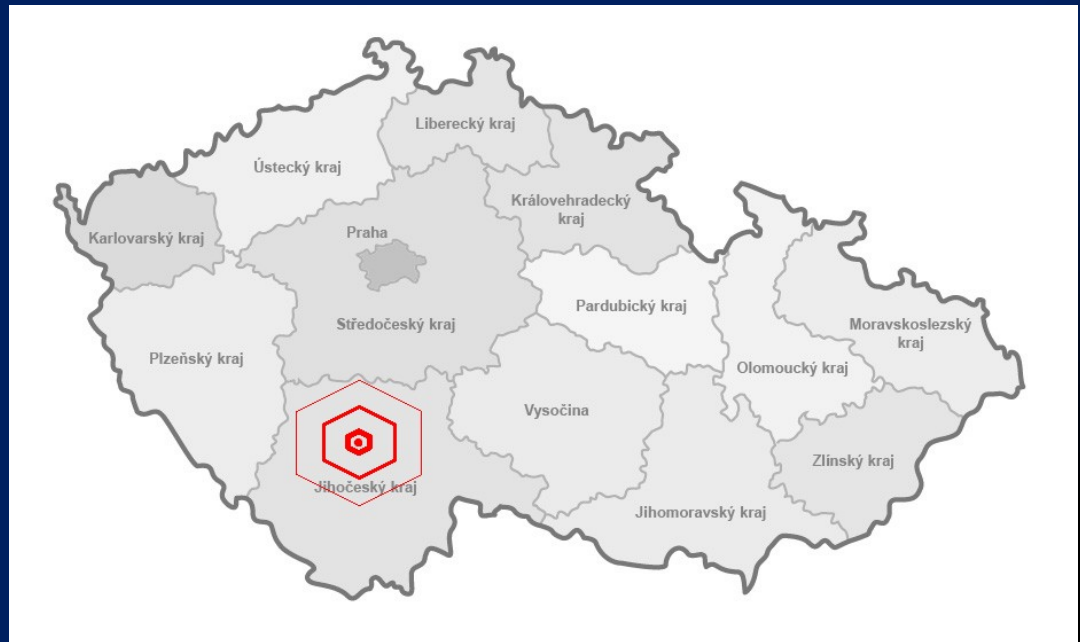 Liberecký kraj
Ústecký kraj
Královehradecký
kraj
Karlovarský kraj
Praha
Pardubický kraj
Středočeský kraj
Moravskoslezský
kraj
Plzeňský kraj
Olomoucký kraj
Vysočina
Zlínský kraj
Jihočeský kraj
Jihomoravský kraj